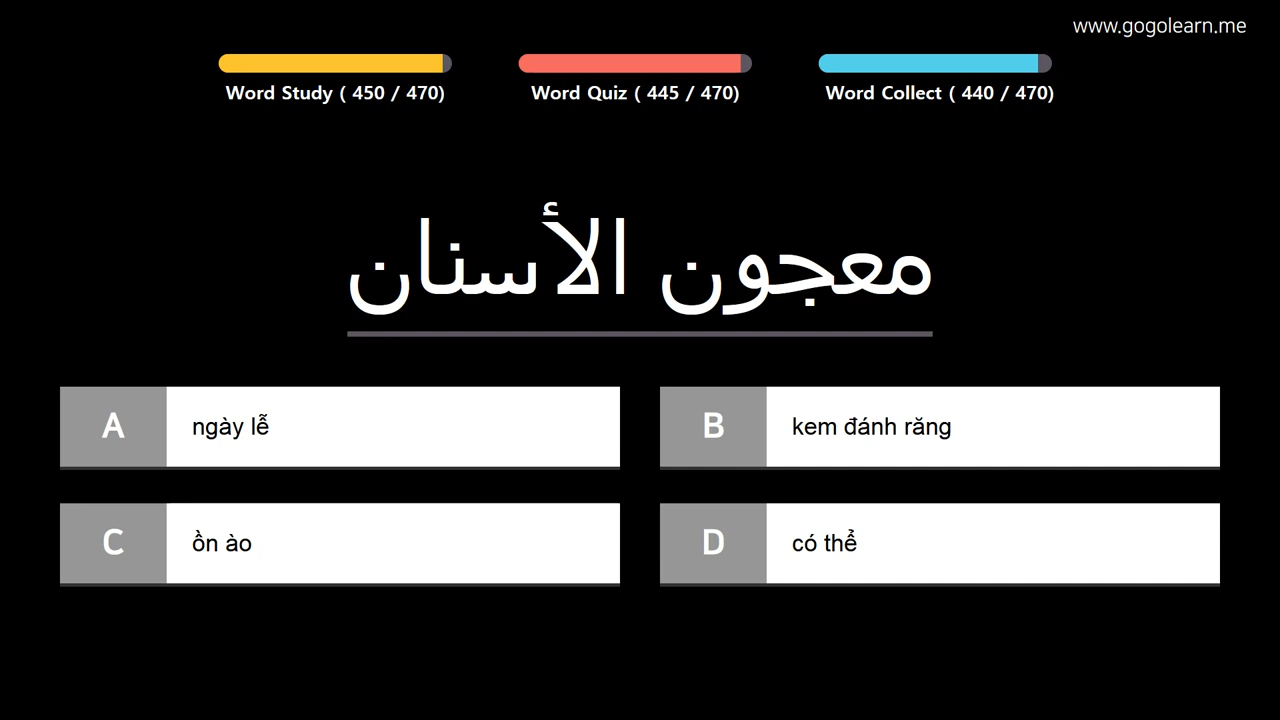 www.gogolearn.me
Word Study ( 450 / 470)
Word Quiz ( 445 / 470)
Word Collect ( 440 / 470)
معجون الأسنان
A
ngày lễ
B
kem đánh răng
C
ồn ào
D
có thể